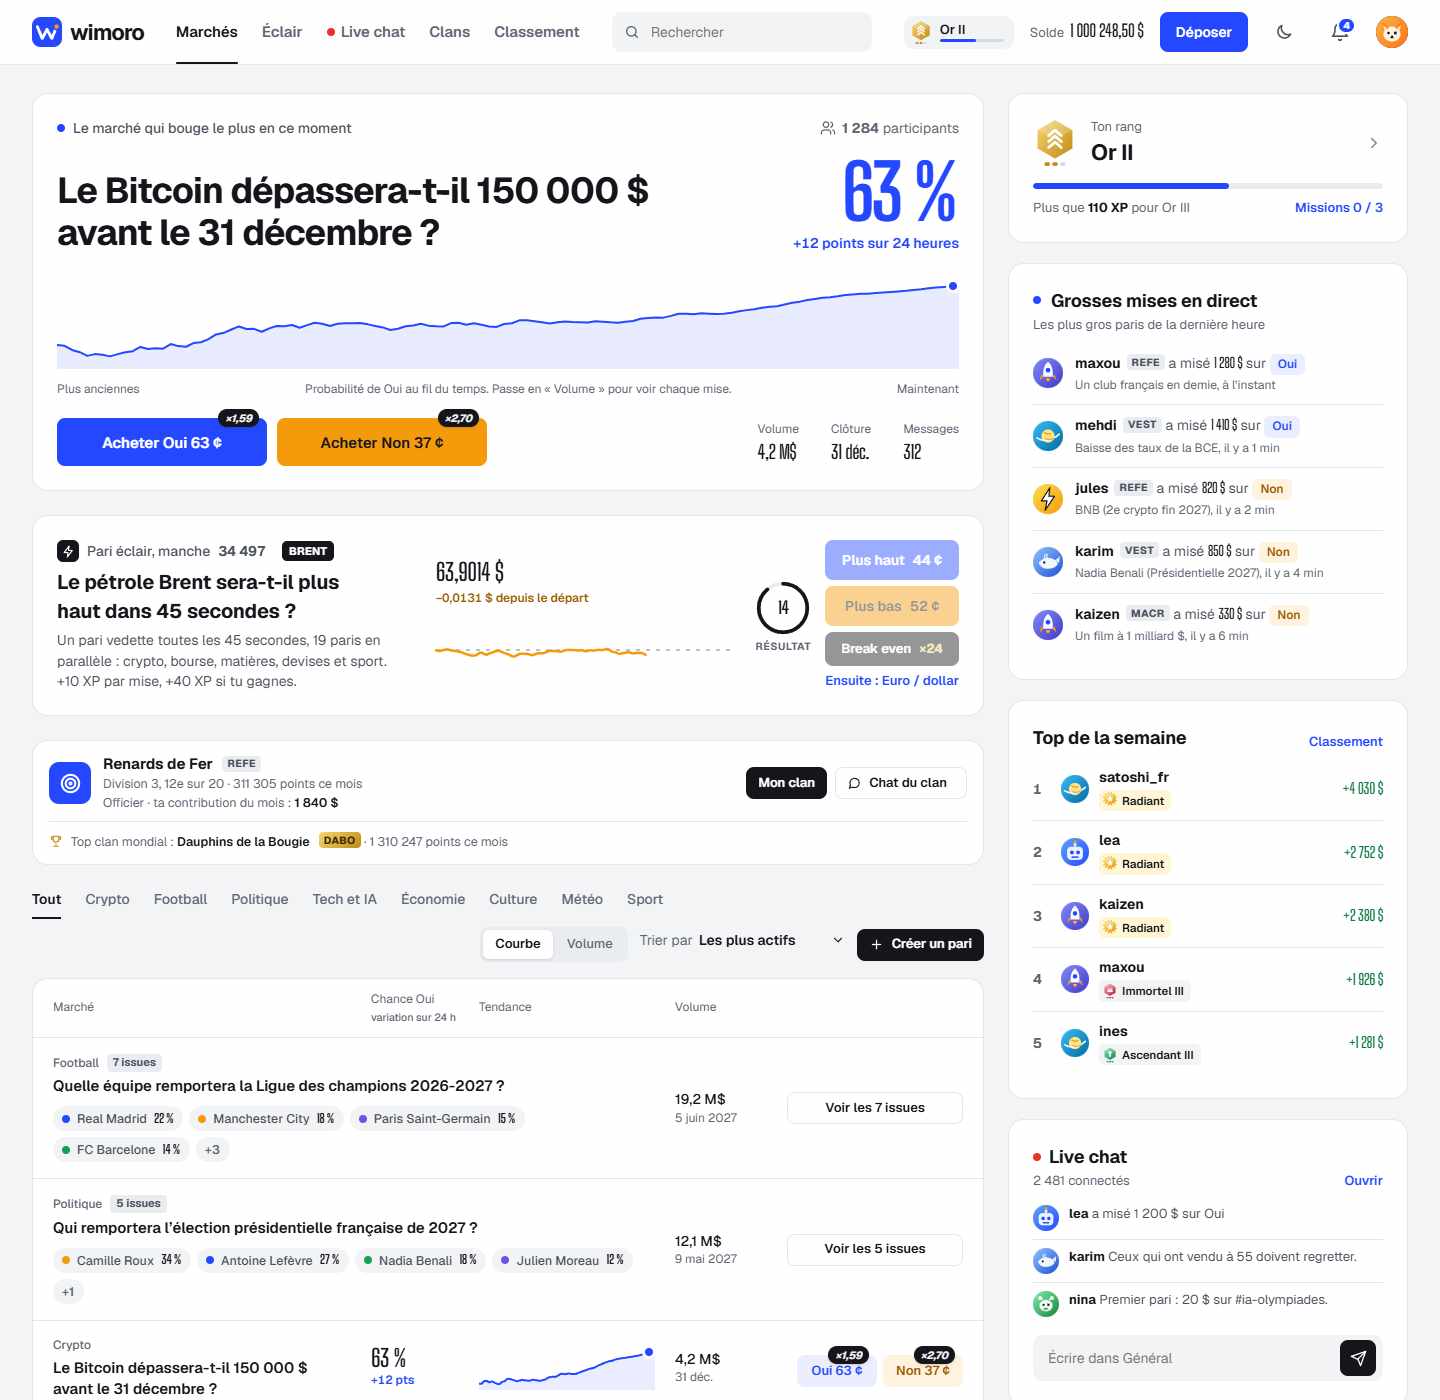 wimoro
Marchés
Éclair
Live chat
Clans
Classement
Rechercher
Or II
Solde 1 000 248,50 $
Déposer
4
Le marché qui bouge le plus en ce moment
1 284 participants
Le Bitcoin dépassera-t-il 150 000 $
avant le 31 décembre ?
63 %
+12 points sur 24 heures
Plus anciennes
Probabilité de Oui au fil du temps. Passe en « Volume » pour voir chaque mise.
Maintenant
×1,59
Acheter Oui 63 ¢
×2,70
Acheter Non 37 ¢
Volume
4,2 M$
Clôture
31 déc.
Messages
312
Pari éclair, manche 34 497 BRENT
Le pétrole Brent sera-t-il plus
haut dans 45 secondes ?
Un pari vedette toutes les 45 secondes, 19 paris en
parallèle : crypto, bourse, matières, devises et sport.
+10 XP par mise, +40 XP si tu gagnes.
63,9014 $
−0,0131 $ depuis le départ
14
RÉSULTAT
Plus haut 44 ¢
Plus bas 52 ¢
Break even ×24
Ensuite : Euro / dollar
Renards de Fer REFE
Division 3, 12e sur 20 · 311 305 points ce mois
Officier · ta contribution du mois : 1 840 $
Mon clan
Chat du clan
Top clan mondial : Dauphins de la Bougie DABO · 1 310 247 points ce mois
Tout
Crypto
Football
Politique
Tech et IA
Économie
Culture
Météo
Sport
Courbe
Volume
Trier par Les plus actifs
+ Créer un pari
Marché
Chance Oui
variation sur 24 h
Tendance
Volume
Football 7 issues
Quelle équipe remportera la Ligue des champions 2026-2027 ?
Real Madrid 22 %
Manchester City 18 %
Paris Saint-Germain 15 %
FC Barcelone 14 %
+3
19,2 M$
5 juin 2027
Voir les 7 issues
Politique 5 issues
Qui remportera l’élection présidentielle française de 2027 ?
Camille Roux 34 %
Antoine Lefèvre 27 %
Nadia Benali 18 %
Julien Moreau 12 %
+1
12,1 M$
9 mai 2027
Voir les 5 issues
Crypto
Le Bitcoin dépassera-t-il 150 000 $
avant le 31 décembre ?
63 %
+12 pts
4,2 M$
31 déc.
×1,59
Oui 63 ¢
×2,70
Non 37 ¢
Ton rang
Or II
Plus que 110 XP pour Or III
Missions 0 / 3
Grosses mises en direct
Les plus gros paris de la dernière heure
maxou REFE a misé 1 280 $ sur Oui
Un club français en demie, à l'instant
mehdi VEST a misé 1 410 $ sur Oui
Baisse des taux de la BCE, il y a 1 min
jules REFE a misé 820 $ sur Non
BNB (2e crypto fin 2027), il y a 2 min
karim VEST a misé 850 $ sur Non
Nadia Benali (Présidentielle 2027), il y a 4 min
kaizen MACR a misé 330 $ sur Non
Un film à 1 milliard $, il y a 6 min
Top de la semaine
Classement
1
satoshi_fr
Radiant
+4 030 $
2
lea
Radiant
+2 752 $
3
kaizen
Radiant
+2 380 $
4
maxou
Immortel III
+1 926 $
5
ines
Ascendant III
+1 281 $
Live chat
2 481 connectés
Ouvrir
lea a misé 1 200 $ sur Oui
karim Ceux qui ont vendu à 55 doivent regretter.
nina Premier pari : 20 $ sur #ia-olympiades.
Écrire dans Général